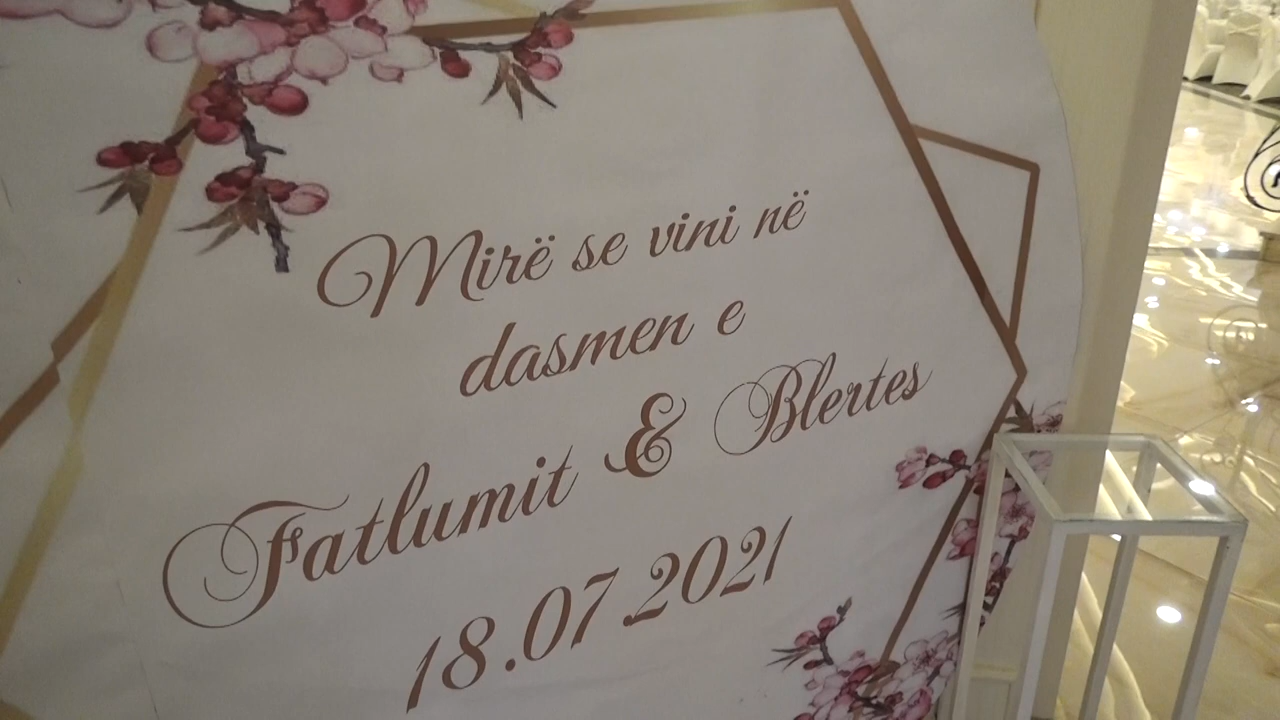 Mirë se vini në
dasmen e
Fatlumit & Blertes
18.07.2021